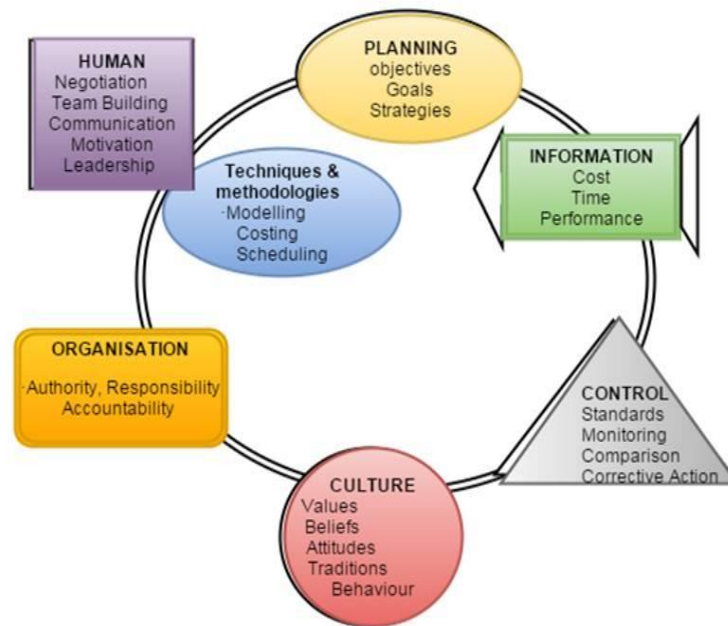 HUMAN
Negotiation
Team Building
Communication
Motivation
Leadership
PLANNING
objectives
Goals
Strategies
INFORMATION
Cost
Time
Performance
Techniques &
methodologies
·Modelling
Costing
Scheduling
ORGANISATION
·Authority, Responsibility
Accountability
CONTROL
Standards
Monitoring
Comparison
Corrective Action
CULTURE
Values
Beliefs
Attitudes
Traditions
Behaviour